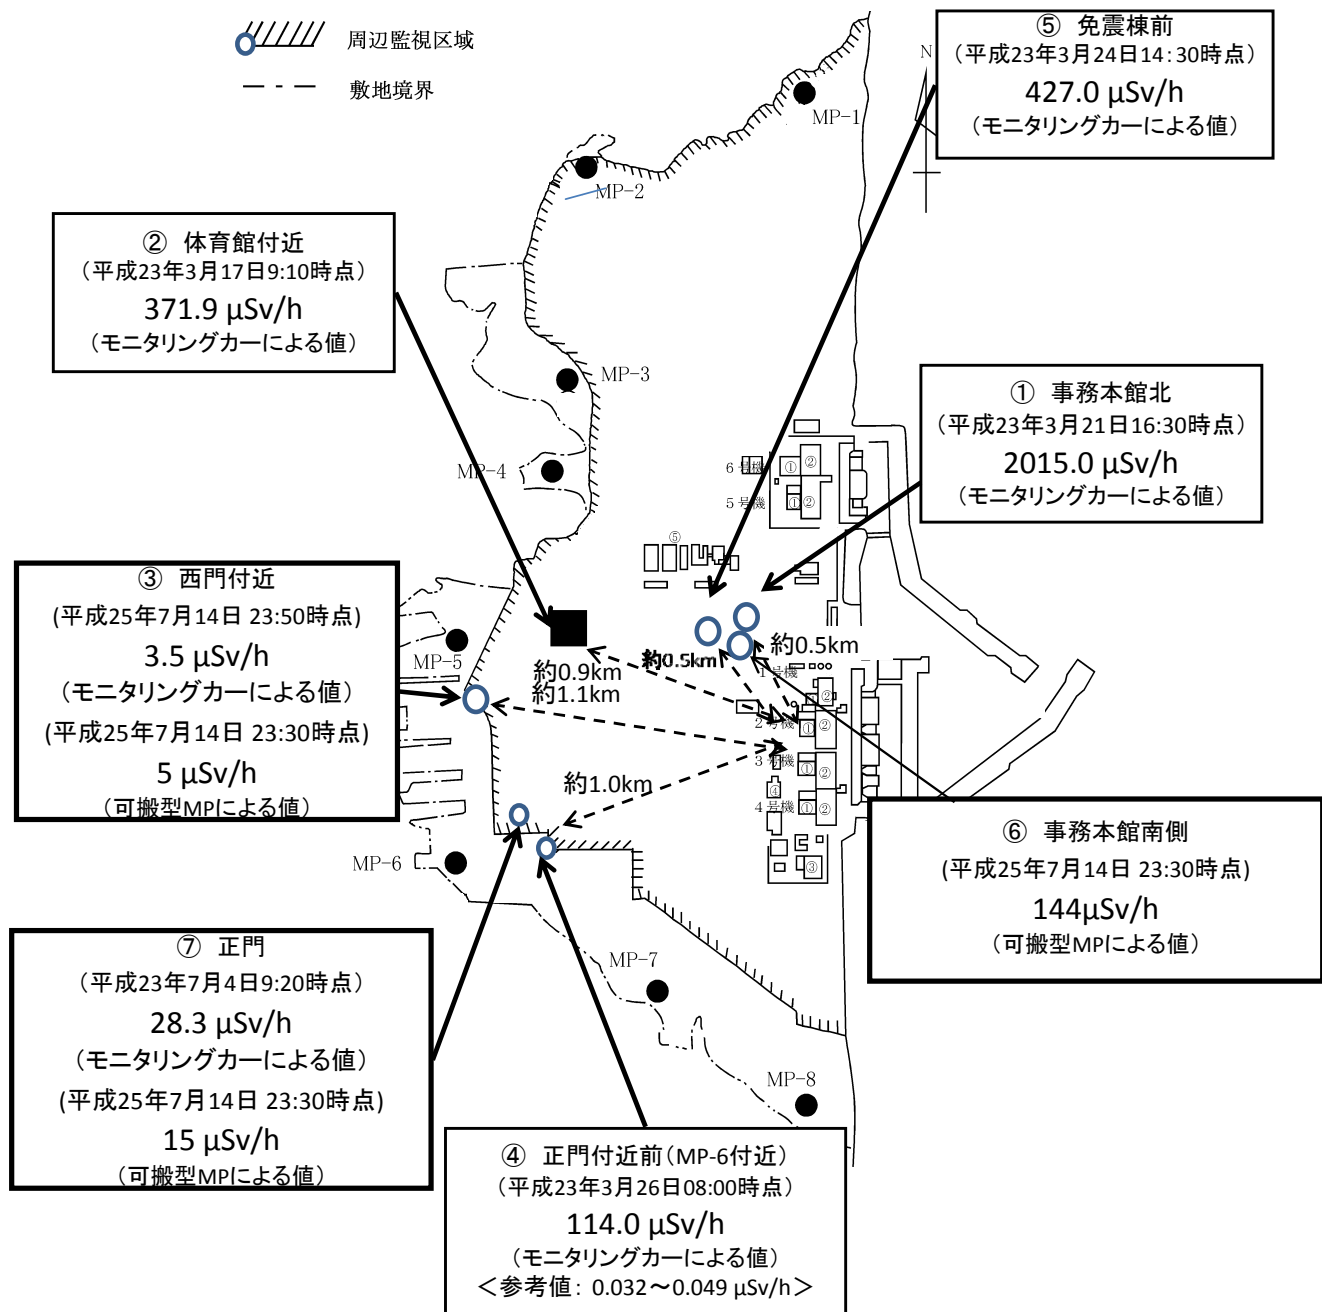 周辺監視区域
敷地境界
⑤ 免震棟前
（平成23年3月24日14:30時点）
427.0 μSv/h
（モニタリングカーによる値）
N
MP-1
MP-2
② 体育館付近
（平成23年3月17日9:10時点）
371.9 μSv/h
（モニタリングカーによる値）
MP-3
① 事務本館北
（平成23年3月21日16:30時点）
2015.0 μSv/h
（モニタリングカーによる値）
MP-4
6号機
①
②
5号機
①
②
⑤
③ 西門付近
(平成25年7月14日 23:50時点)
3.5 μSv/h
（モニタリングカーによる値）
(平成25年7月14日 23:30時点)
5 μSv/h
（可搬型MPによる値）
MP-5
約0.9km
約1.1km
約0.5km
約0.5km
1号機
②
2号機
①
②
3号機
①
②
約1.0km
④
4号機
①
②
③
MP-6
⑥ 事務本館南側
(平成25年7月14日 23:30時点)
144μSv/h
（可搬型MPによる値）
⑦ 正門
（平成23年7月4日9:20時点）
28.3 μSv/h
（モニタリングカーによる値）
(平成25年7月14日 23:30時点)
15 μSv/h
（可搬型MPによる値）
MP-7
MP-8
④ 正門付近前（MP-6付近）
（平成23年3月26日08:00時点）
114.0 μSv/h
（モニタリングカーによる値）
＜参考値: 0.032～0.049 μSv/h＞